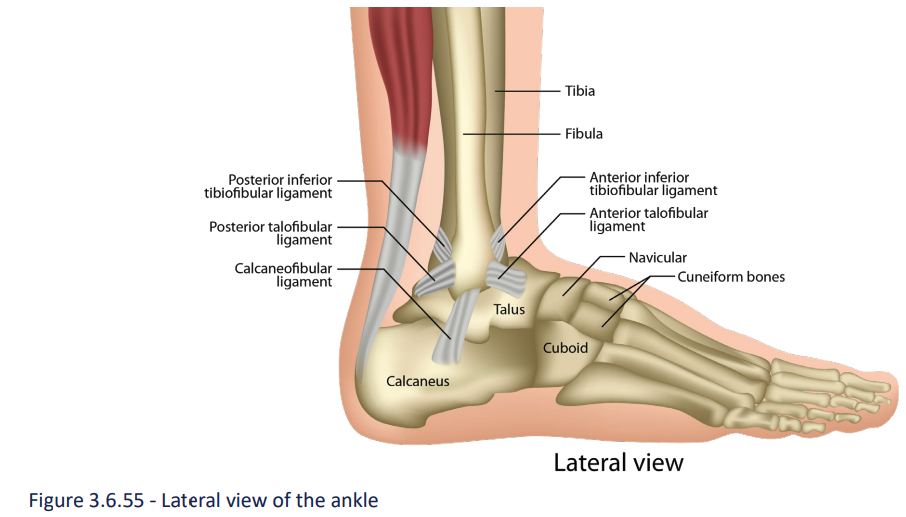 Tibia
Fibula
Posterior inferior
tibiofibular ligament
Anterior inferior
tibiofibular ligament
Posterior talofibular
ligament
Anterior talofibular
ligament
Calcaneofibular
ligament
Navicular
Cuneiform bones
Talus
Cuboid
Calcaneus
Lateral view
Figure 3.6.55 - Lateral view of the ankle